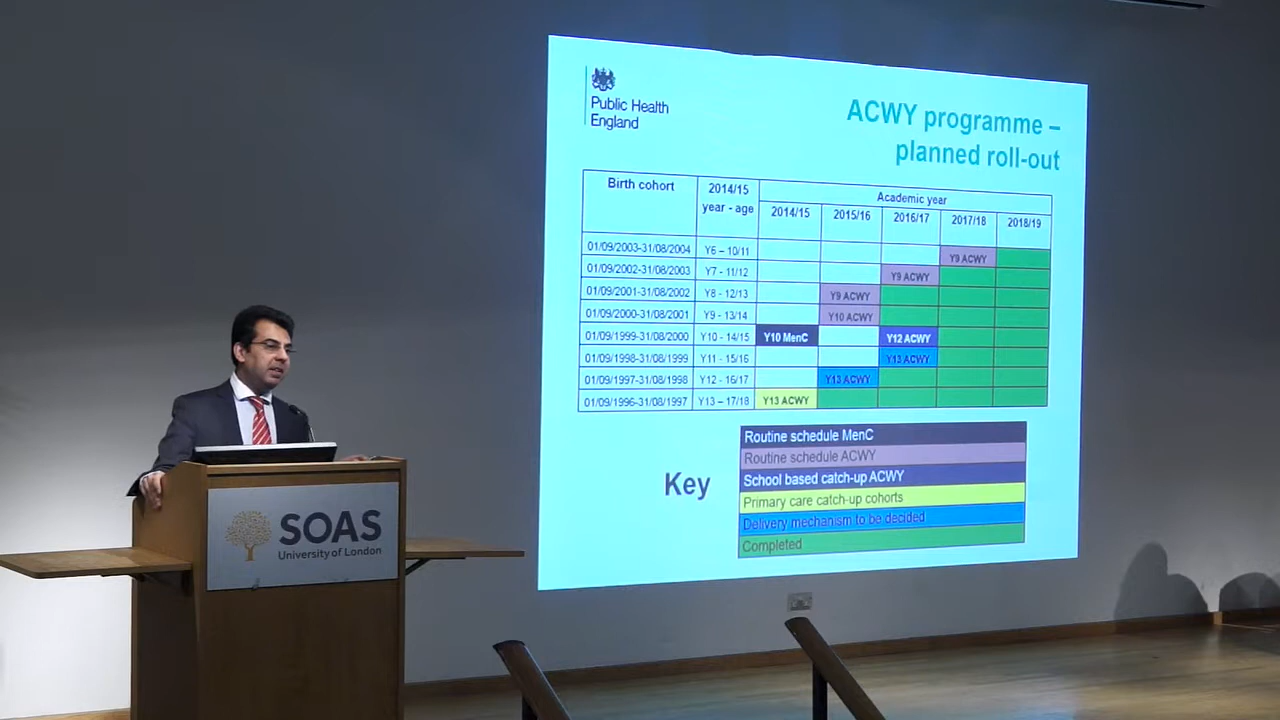 Public Health
England
ACWY programme –
planned roll-out
Birth cohort
2014/15
year - age
Academic year
2014/15
2015/16
2016/17
2017/18
2018/19
01/09/2003-31/08/2004
Y6 – 10/11
Y9 ACWY
01/09/2002-31/08/2003
Y7 - 11/12
Y9 ACWY
01/09/2001-31/08/2002
Y8 - 12/13
Y9 ACWY
01/09/2000-31/08/2001
Y9 - 13/14
Y10 ACWY
01/09/1999-31/08/2000
Y10 - 14/15
Y10 MenC
Y12 ACWY
01/09/1998-31/08/1999
Y11 - 15/16
Y13 ACWY
01/09/1997-31/08/1998
Y12 - 16/17
Y13 ACWY
01/09/1996-31/08/1997
Y13 – 17/18
Y13 ACWY
Key
Routine schedule MenC
Routine schedule ACWY
School based catch-up ACWY
Primary care catch-up cohorts
Delivery mechanism to be decided
Completed
SOAS
University of London